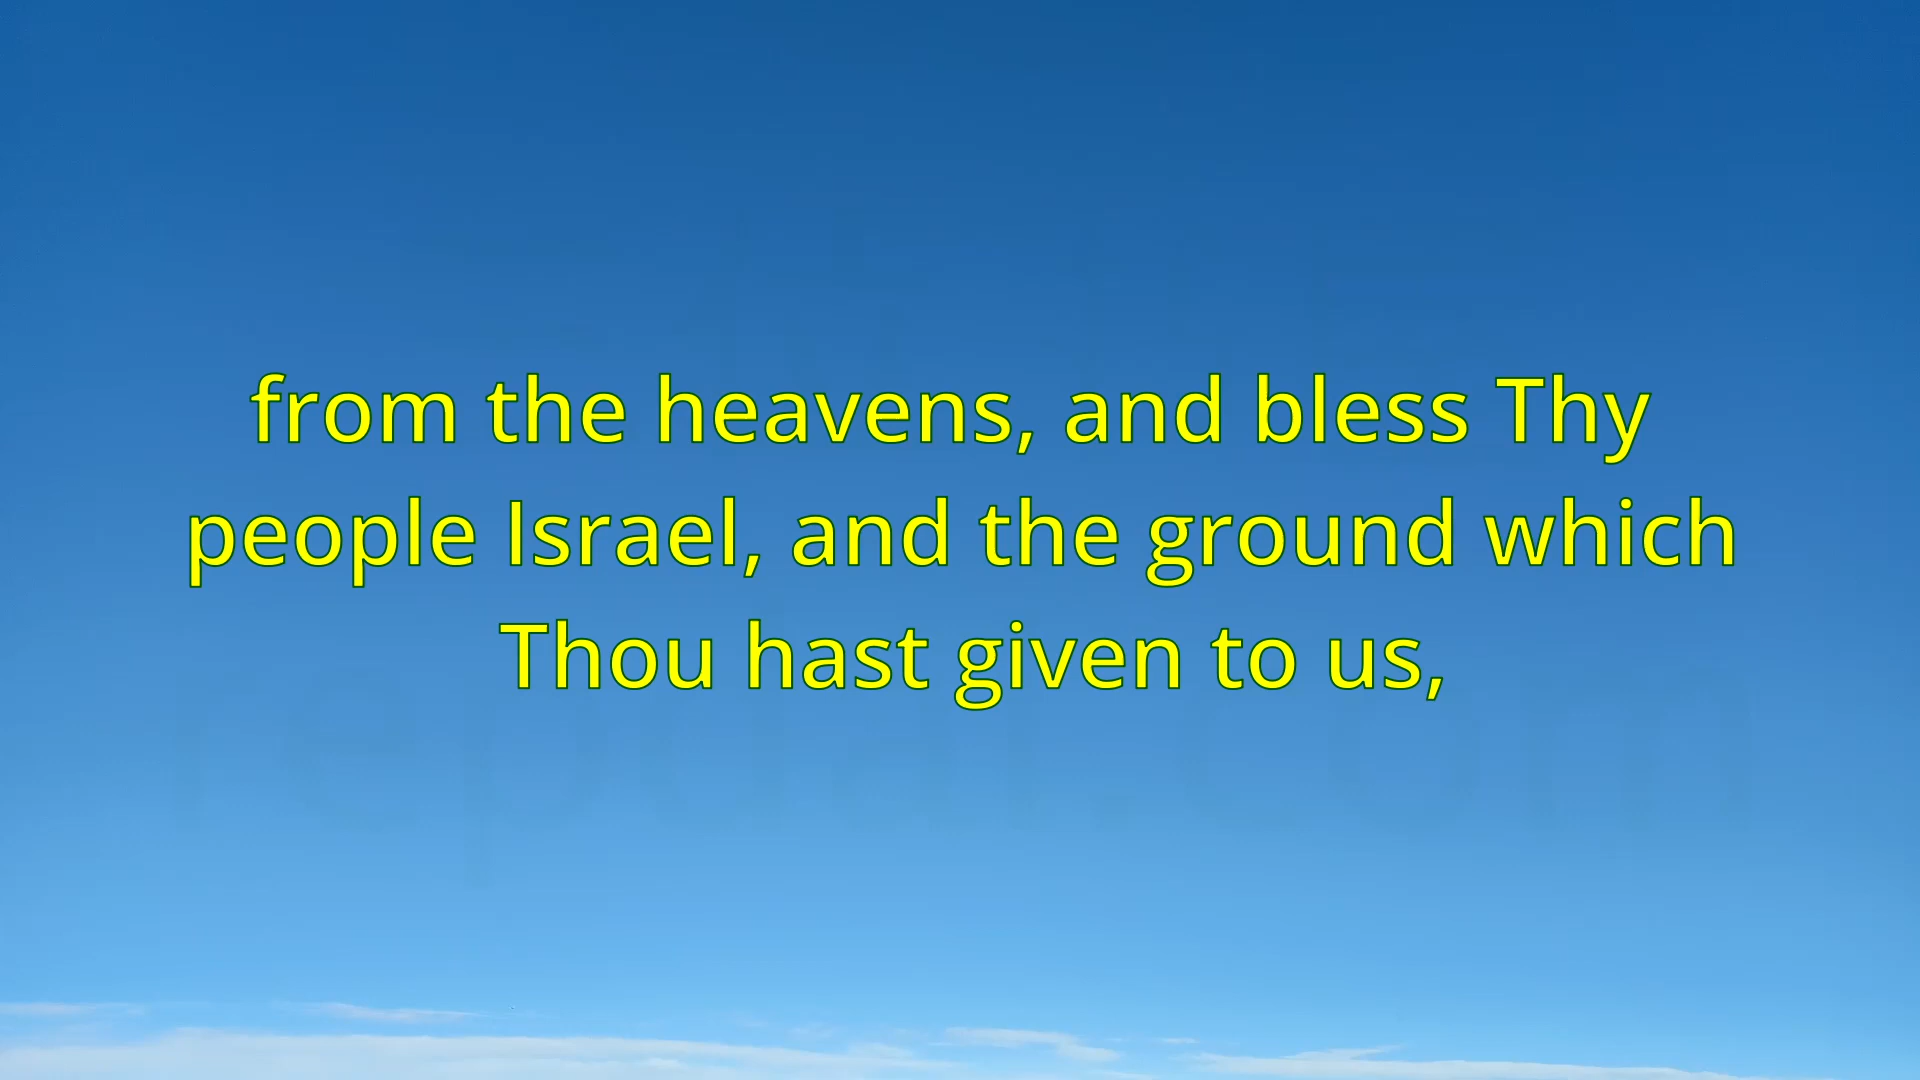 from the heavens, and bless Thy
people Israel, and the ground which
Thou hast given to us,